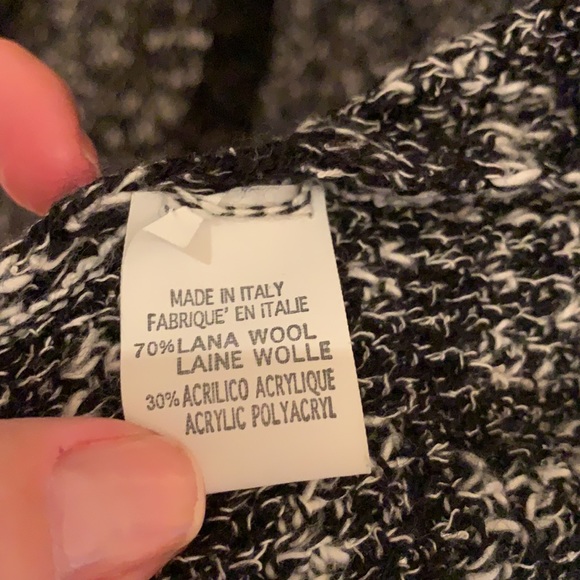 MADE IN ITALY
FABRIQUE' EN ITALIE
70% LANA WOOL
LAINE WOLLE
30% ACRILICO ACRYLIQUE
ACRYLIC POLYACRYL